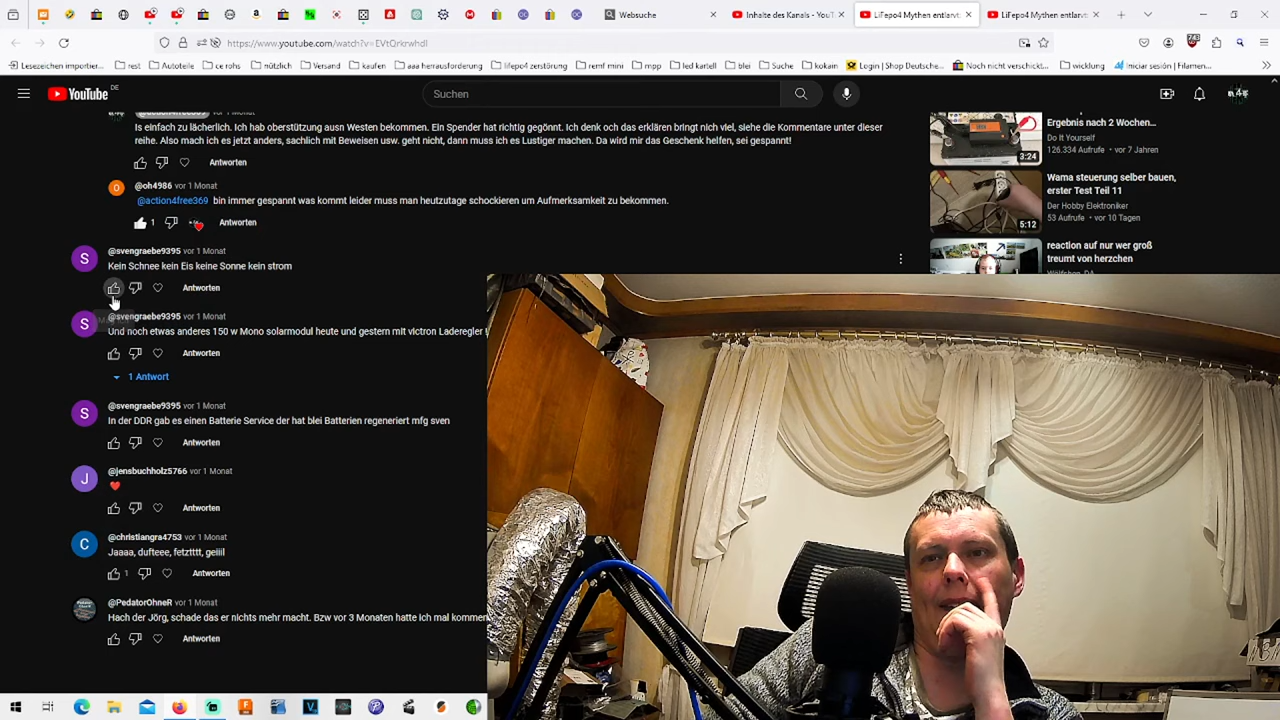 Websuche
Inhalte des Kanals - YouT
LiFepo4 Mythen entlarvt:
LiFepo4 Mythen entlarvt:
https://www.youtube.com/watch?v=EVtQrkrwhdI
Lesezeichen importier...
rest
Autoteile
ce rohs
nützlich
Versand
kaufen
aaa herrausforderung
lifepo4 zerstörung
remf mini
mpp
led kartell
blei
Suche
kokain
Login | Shop Deutsche...
Noch nicht verschickt...
wicklung
Iniciar sesión | Filamen...
YouTube DE
Suchen
@action4free369 vor 1 Monat
Is einfach zu lächerlich. Ich hab oberstützung ausn Westen bekommen. Ein Spender hat richtig gegönnt. Ich denk och das erklären bringt nich viel, siehe die Kommentare unter dieser
reihe. Also mach ich es jetzt anders, sachlich mit Beweisen usw. geht nicht, dann muss ich es Lustiger machen. Da wird mir das Geschenk helfen, sei gespannt!
Antworten
O
@oh4986 vor 1 Monat
@action4free369 bin immer gespannt was kommt leider muss man heutzutage schockieren um Aufmerksamkeit zu bekommen.
1 Antworten
S
@svengraebe9395 vor 1 Monat
Kein Schnee kein Eis keine Sonne kein strom
Antworten
S
@svengraebe9395 vor 1 Monat
Und noch etwas anderes 150 w Mono solarmodul heute und gestern mit victron Laderegler
Antworten
1 Antwort
S
@svengraebe9395 vor 1 Monat
In der DDR gab es einen Batterie Service der hat blei Batterien regeneriert mfg sven
Antworten
J
@jensbuchholz5766 vor 1 Monat
Antworten
C
@christiangra4753 vor 1 Monat
Jaaaa, dufteee, fetztttt, geiiil
1 Antworten
@PedatorOhneR vor 1 Monat
Hach der Jörg, schade das er nichts mehr macht. Bzw vor 3 Monaten hatte ich mal kommen
Antworten
Ergebnis nach 2 Wochen...
Do It Yourself
126.334 Aufrufe • vor 7 Jahren
3:24
Wama steuerung selber bauen,
erster Test Teil 11
Der Hobby Elektroniker
53 Aufrufe • vor 10 Tagen
5:12
reaction auf nur wer groß
träumt von herzchen